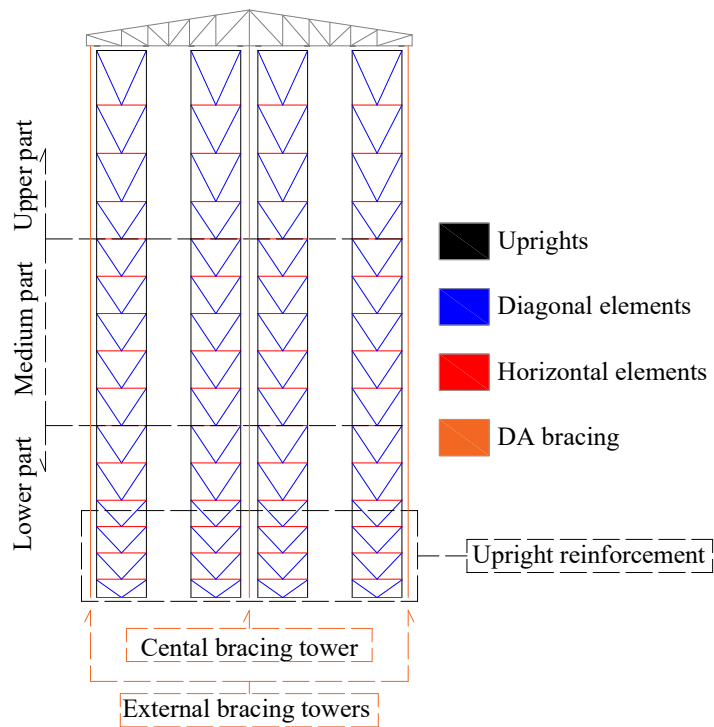 Upper part
Medium part
Lower part
Uprights
Diagonal elements
Horizontal elements
DA bracing
Upright reinforcement
Cental bracing tower
External bracing towers